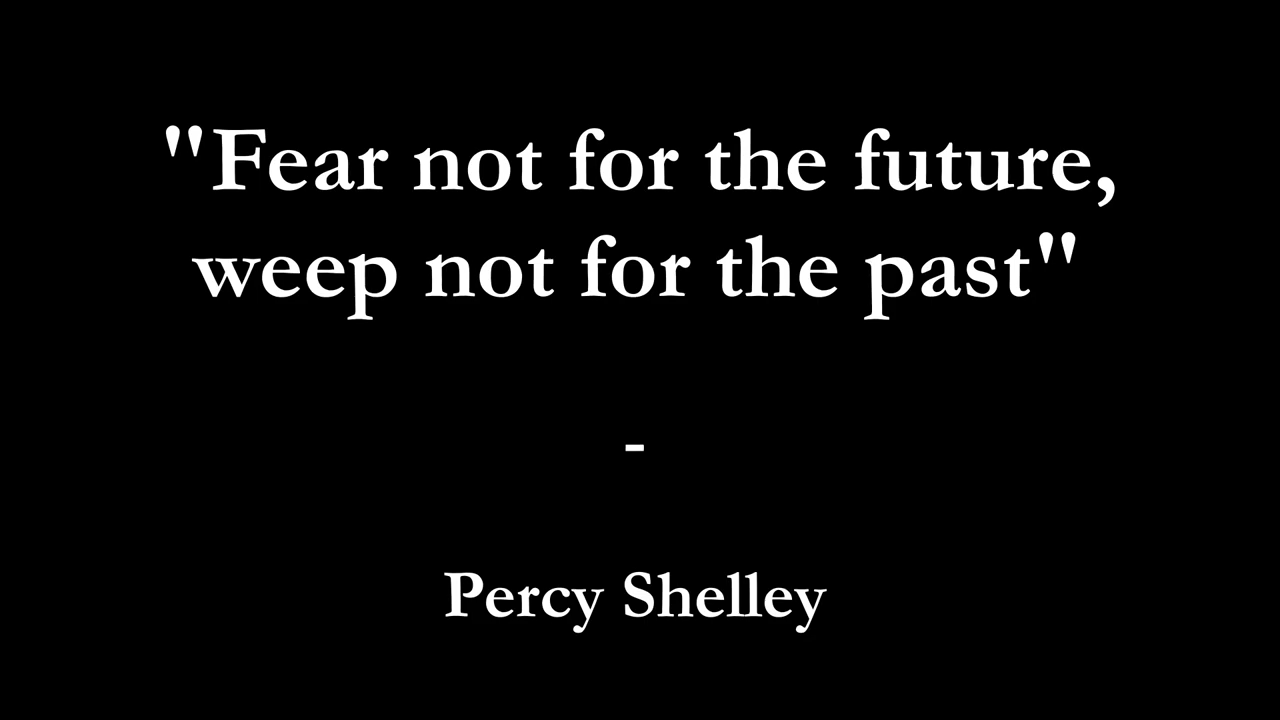 "Fear not for the future,
weep not for the past"
-
Percy Shelley